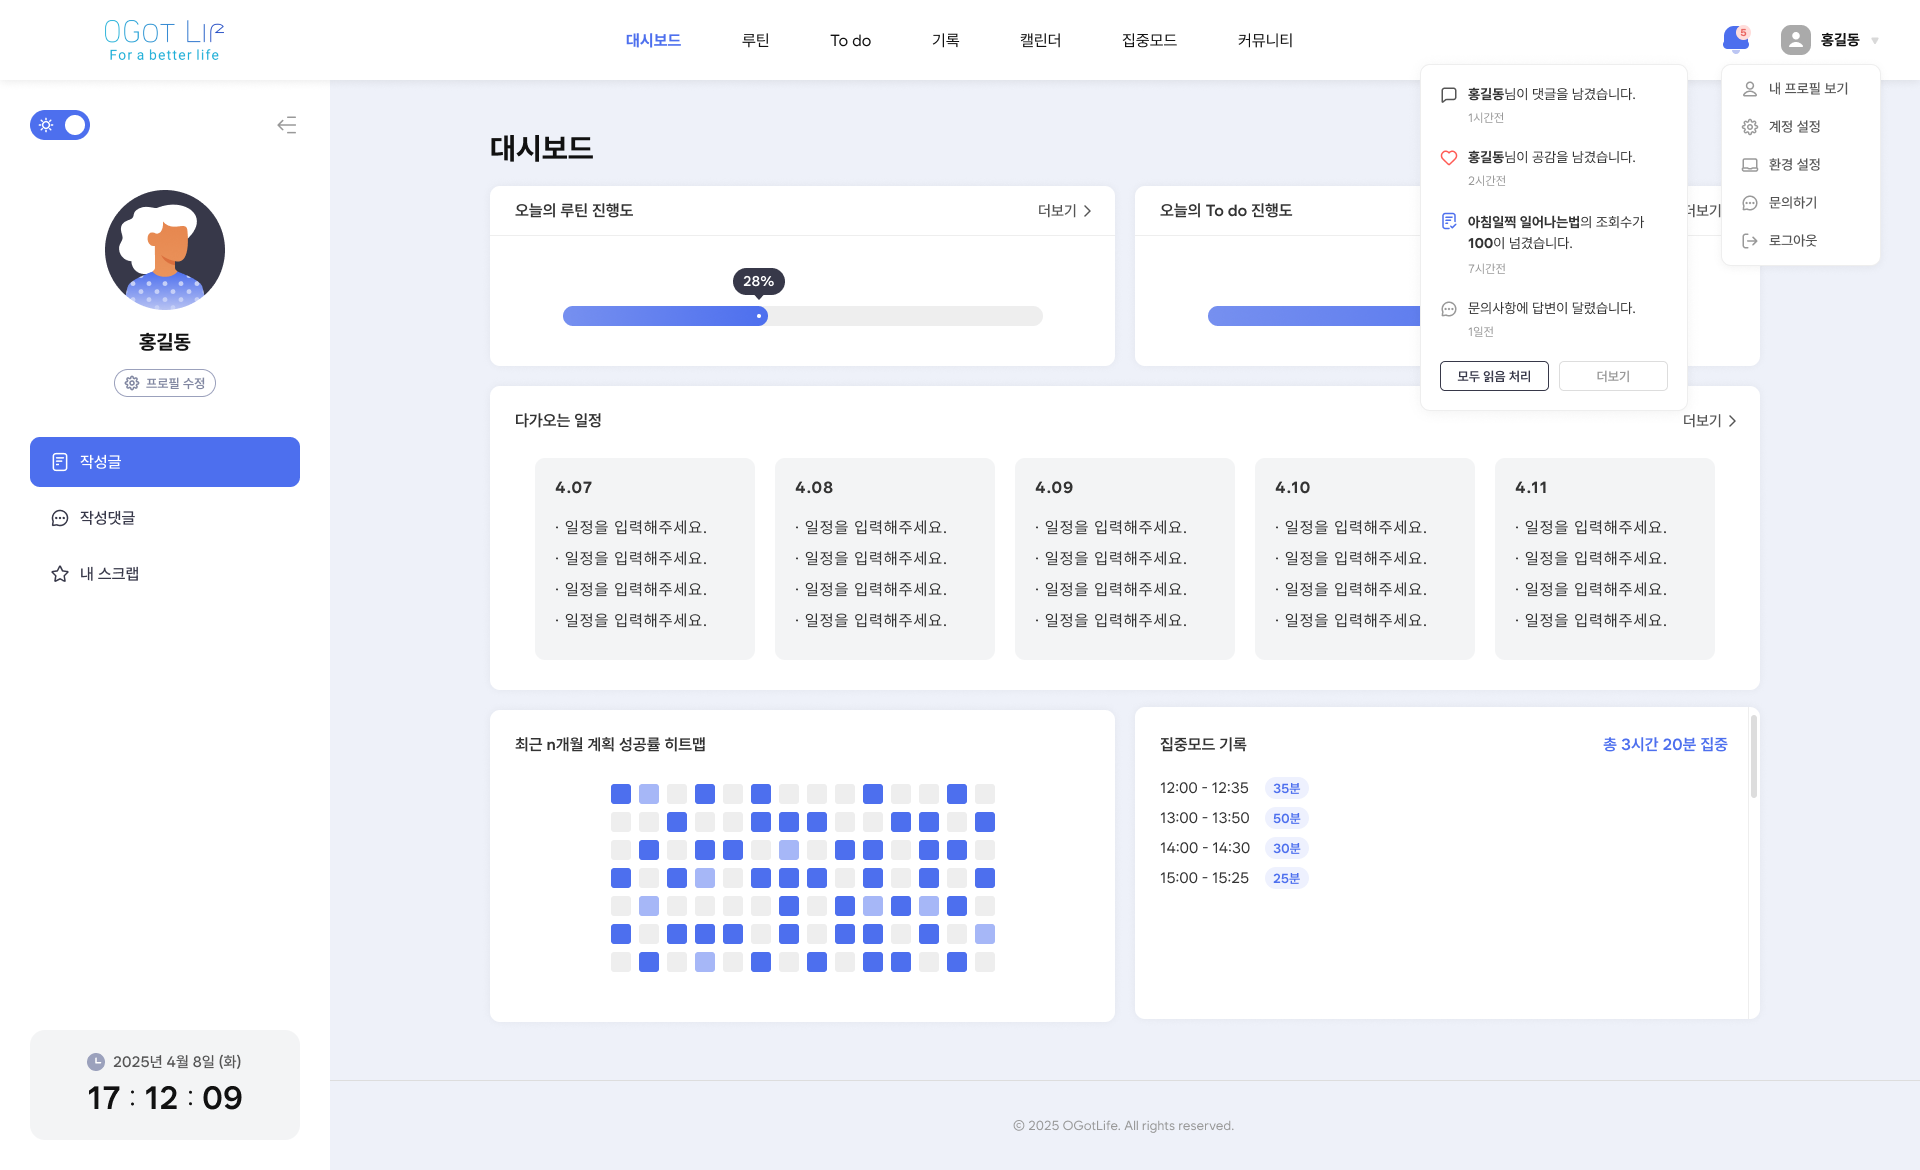 OGOT LIF
For a better life
대시보드
루틴
To do
기록
캘린더
집중모드
커뮤니티
5
홍길동
홍길동님이 댓글을 남겼습니다.
1시간전
홍길동님이 공감을 남겼습니다.
2시간전
아침일찍 일어나는법의 조회수가
100이 넘겼습니다.
7시간전
문의사항에 답변이 달렸습니다.
1일전
모두 읽음 처리
더보기
내 프로필 보기
계정 설정
환경 설정
문의하기
로그아웃
홍길동
프로필 수정
작성글
작성댓글
내 스크랩
2025년 4월 8일 (화)
17 : 12 : 09
대시보드
오늘의 루틴 진행도
더보기
28%
오늘의 To do 진행도
더보기
다가오는 일정
더보기
4.07
· 일정을 입력해주세요.
· 일정을 입력해주세요.
· 일정을 입력해주세요.
· 일정을 입력해주세요.
4.08
· 일정을 입력해주세요.
· 일정을 입력해주세요.
· 일정을 입력해주세요.
· 일정을 입력해주세요.
4.09
· 일정을 입력해주세요.
· 일정을 입력해주세요.
· 일정을 입력해주세요.
· 일정을 입력해주세요.
4.10
· 일정을 입력해주세요.
· 일정을 입력해주세요.
· 일정을 입력해주세요.
· 일정을 입력해주세요.
4.11
· 일정을 입력해주세요.
· 일정을 입력해주세요.
· 일정을 입력해주세요.
· 일정을 입력해주세요.
최근 n개월 계획 성공률 히트맵
집중모드 기록
총 3시간 20분 집중
12:00 - 12:35 35분
13:00 - 13:50 50분
14:00 - 14:30 30분
15:00 - 15:25 25분
© 2025 OGotLife. All rights reserved.